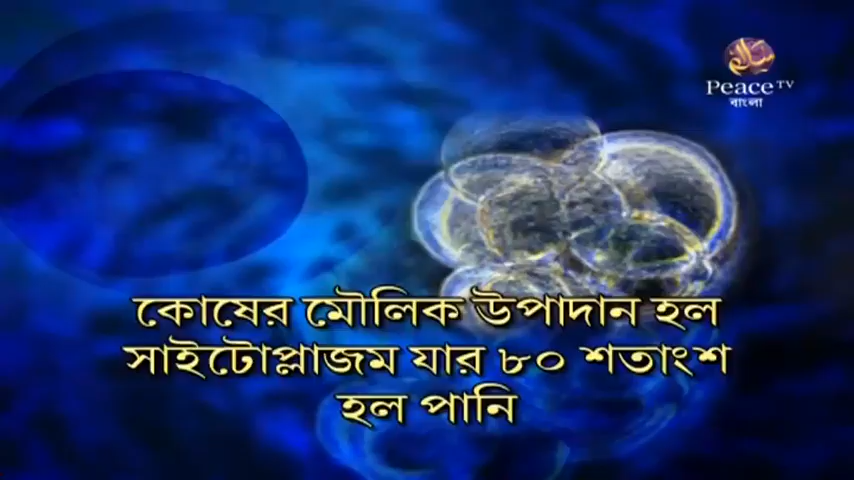 Peace TV
বাংলা
কোষের মৌলিক উপাদান হল
সাইটোপ্লাজম যার ৮০ শতাংশ
হল পানি